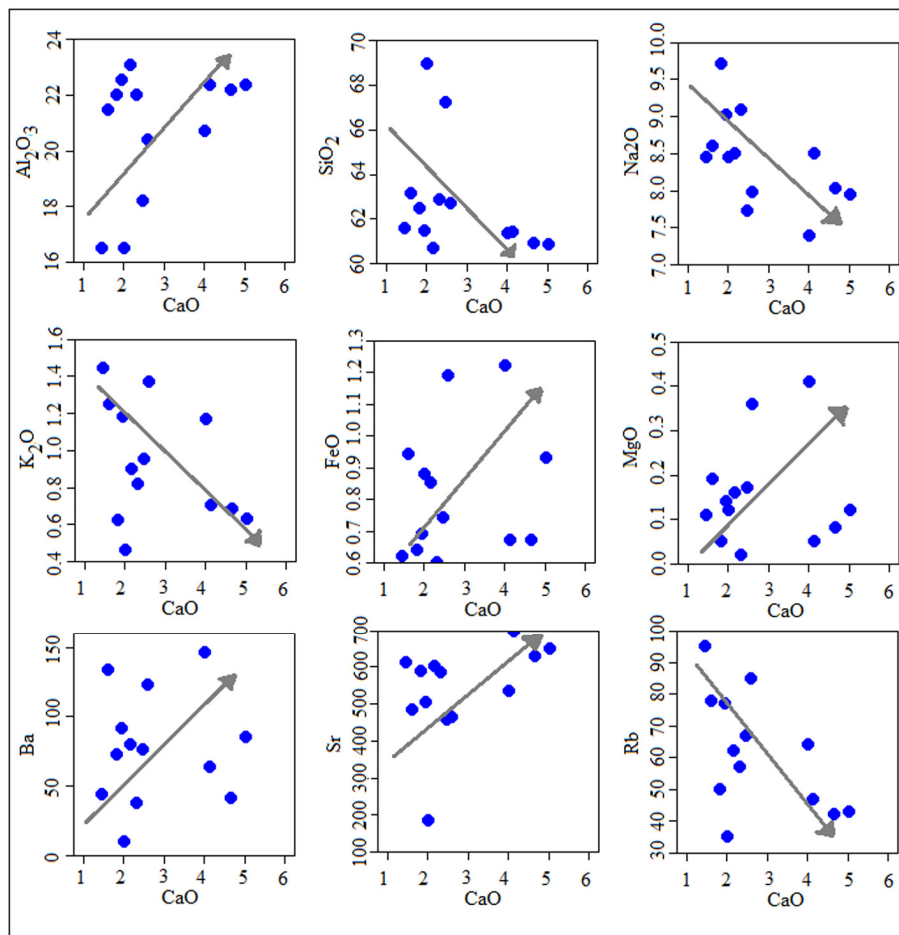 Al2O3
24
22
20
18
16
1 2 3 4 5 6
CaO
SiO2
70
68
66
64
62
60
1 2 3 4 5 6
CaO
Na2O
10.0
9.5
9.0
8.5
8.0
7.5
7.0
1 2 3 4 5 6
CaO
K2O
1.6
1.4
1.2
1.0
0.8
0.6
0.4
1 2 3 4 5 6
CaO
FeO
1.3
1.2
1.1
1.0
0.9
0.8
0.7
0.6
1 2 3 4 5 6
CaO
MgO
0.5
0.4
0.3
0.2
0.1
0.0
1 2 3 4 5 6
CaO
Ba
150
100
50
0
1 2 3 4 5 6
CaO
Sr
700
600
500
400
300
200
100
1 2 3 4 5 6
CaO
Rb
100
90
80
70
60
50
40
30
1 2 3 4 5 6
CaO